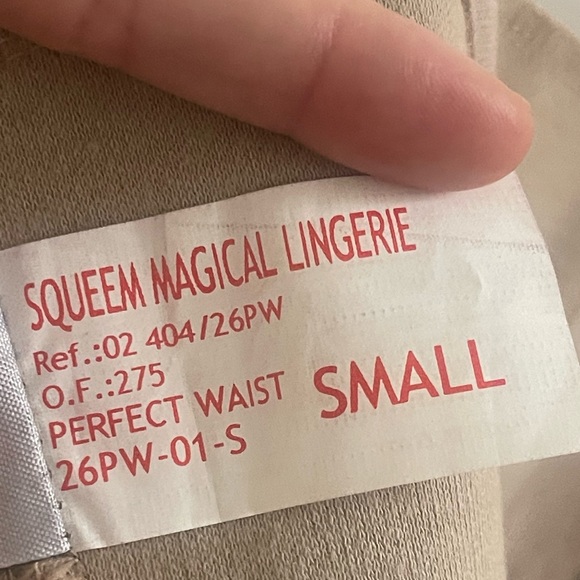 SQUEEM MAGICAL LINGERIE
Ref.:02 404/26PW
O.F.:275
PERFECT WAIST SMALL
26PW-01-S